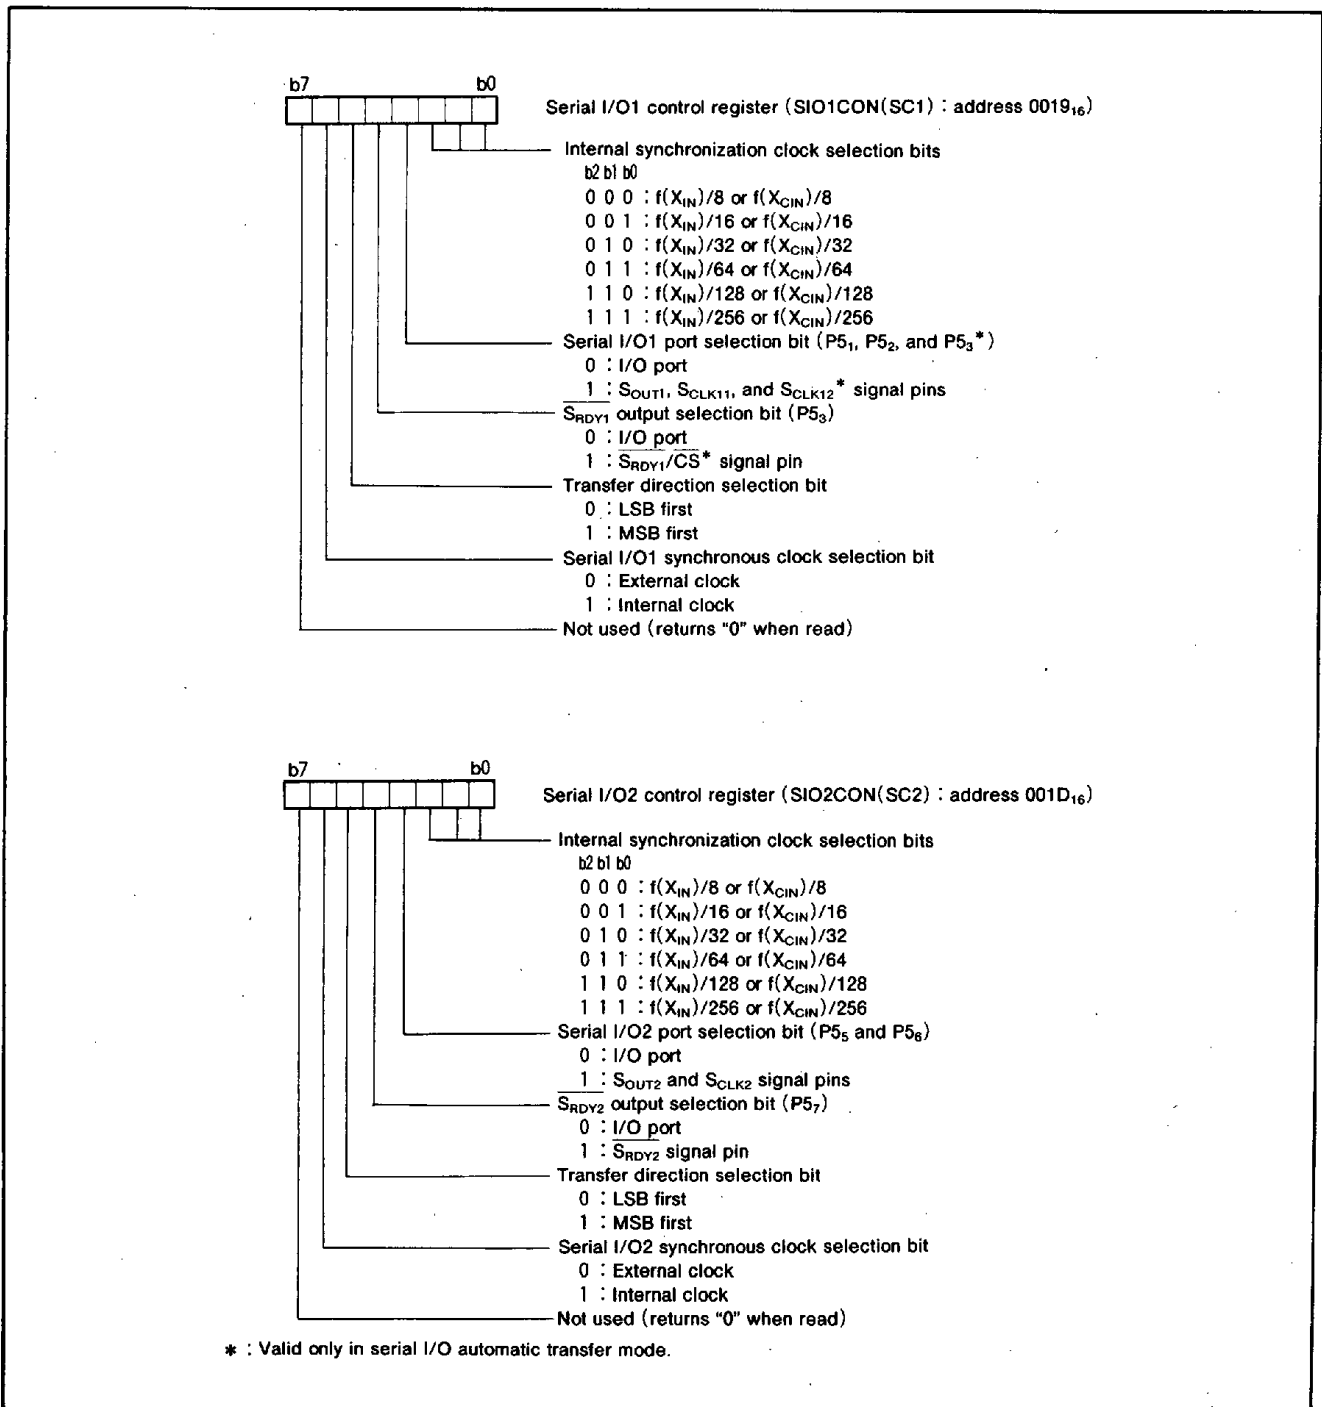 b7 b0
Serial I/O1 control register (SIO1CON(SC1) : address 0019₁₆)
Internal synchronization clock selection bits
b2 b1 b0
0 0 0 : f(X_IN)/8 or f(X_CIN)/8
0 0 1 : f(X_IN)/16 or f(X_CIN)/16
0 1 0 : f(X_IN)/32 or f(X_CIN)/32
0 1 1 : f(X_IN)/64 or f(X_CIN)/64
1 1 0 : f(X_IN)/128 or f(X_CIN)/128
1 1 1 : f(X_IN)/256 or f(X_CIN)/256
Serial I/O1 port selection bit (P5₁, P5₂, and P5₃*)
0 : I/O port
1 : S_OUT1, S_CLK11, and S_CLK12* signal pins
S̅_RDY1 output selection bit (P5₃)
0 : I/O port
1 : S̅_RDY1/C̅S̅* signal pin
Transfer direction selection bit
0 : LSB first
1 : MSB first
Serial I/O1 synchronous clock selection bit
0 : External clock
1 : Internal clock
Not used (returns "0" when read)
b7 b0
Serial I/O2 control register (SIO2CON(SC2) : address 001D₁₆)
Internal synchronization clock selection bits
b2 b1 b0
0 0 0 : f(X_IN)/8 or f(X_CIN)/8
0 0 1 : f(X_IN)/16 or f(X_CIN)/16
0 1 0 : f(X_IN)/32 or f(X_CIN)/32
0 1 1 : f(X_IN)/64 or f(X_CIN)/64
1 1 0 : f(X_IN)/128 or f(X_CIN)/128
1 1 1 : f(X_IN)/256 or f(X_CIN)/256
Serial I/O2 port selection bit (P5₅ and P5₆)
0 : I/O port
1 : S_OUT2 and S_CLK2 signal pins
S̅_RDY2 output selection bit (P5₇)
0 : I/O port
1 : S̅_RDY2 signal pin
Transfer direction selection bit
0 : LSB first
1 : MSB first
Serial I/O2 synchronous clock selection bit
0 : External clock
1 : Internal clock
Not used (returns "0" when read)
* : Valid only in serial I/O automatic transfer mode.